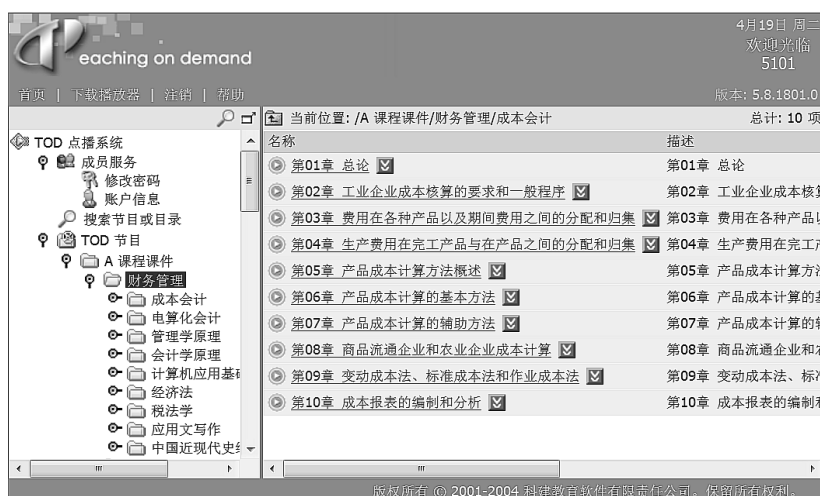 eaching on demand
4月19日 周二
欢迎光临
5101
首页 | 下载播放器 | 注销 | 帮助
版本: 5.8.1801.0
当前位置: /A 课程课件/财务管理/成本会计
总计: 10 项
TOD 点播系统
成员服务
修改密码
账户信息
搜索节目或目录
TOD 节目
A 课程课件
财务管理
成本会计
电算化会计
管理学原理
会计学原理
计算机应用基
经济法
税法学
应用文写作
中国近现代史
名称 描述
第01章 总论 第01章 总论
第02章 工业企业成本核算的要求和一般程序 第02章 工业企业成本核
第03章 费用在各种产品以及期间费用之间的分配和归集 第03章 费用在各种产品
第04章 生产费用在完工产品与在产品之间的分配和归集 第04章 生产费用在完工
第05章 产品成本计算方法概述 第05章 产品成本计算方
第06章 产品成本计算的基本方法 第06章 产品成本计算的
第07章 产品成本计算的辅助方法 第07章 产品成本计算的
第08章 商品流通企业和农业企业成本计算 第08章 商品流通企业和
第09章 变动成本法、标准成本法和作业成本法 第09章 变动成本法、标
第10章 成本报表的编制和分析 第10章 成本报表的编制
版权所有 © 2001-2004 科建教育软件有限责任公司。保留所有权利。